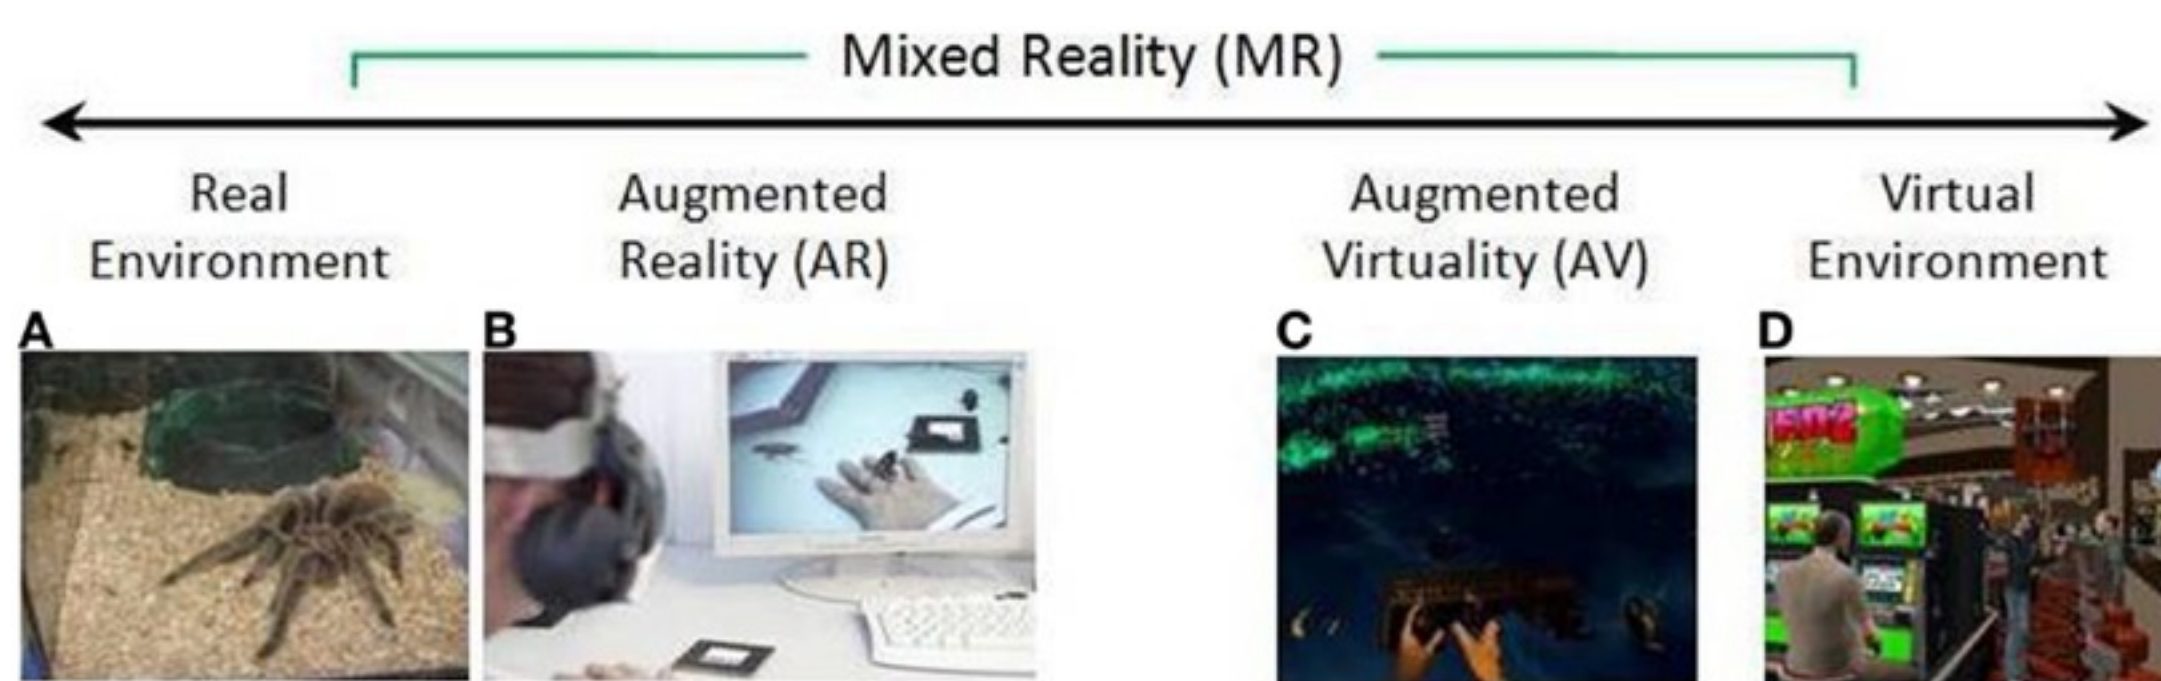 Mixed Reality (MR)
Real
Environment
Augmented
Reality (AR)
Augmented
Virtuality (AV)
Virtual
Environment
A
B
C
D